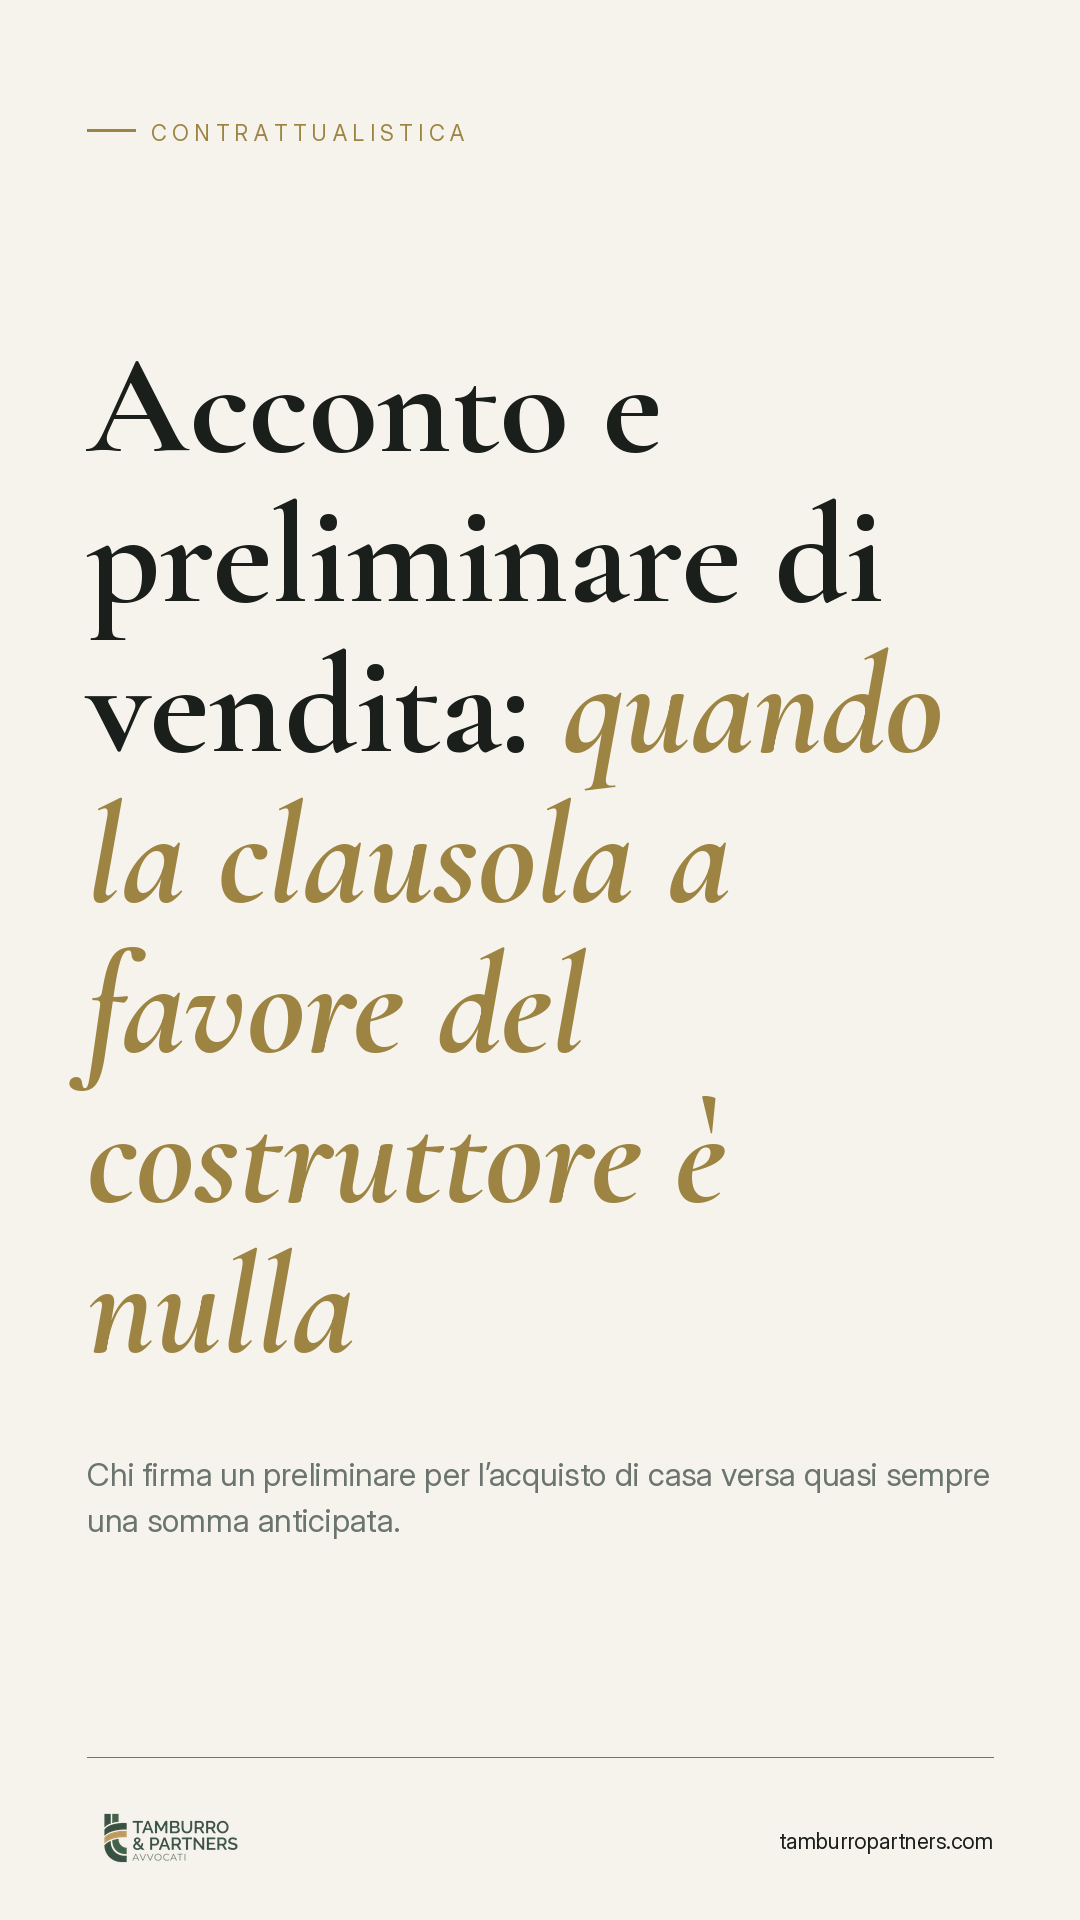 CONTRATTUALISTICA
Acconto e
preliminare di
vendita: quando
la clausola a
favore del
costruttore è
nulla
Chi firma un preliminare per l’acquisto di casa versa quasi sempre
una somma anticipata.
TAMBURRO
& PARTNERS
AVVOCATI
tamburropartners.com